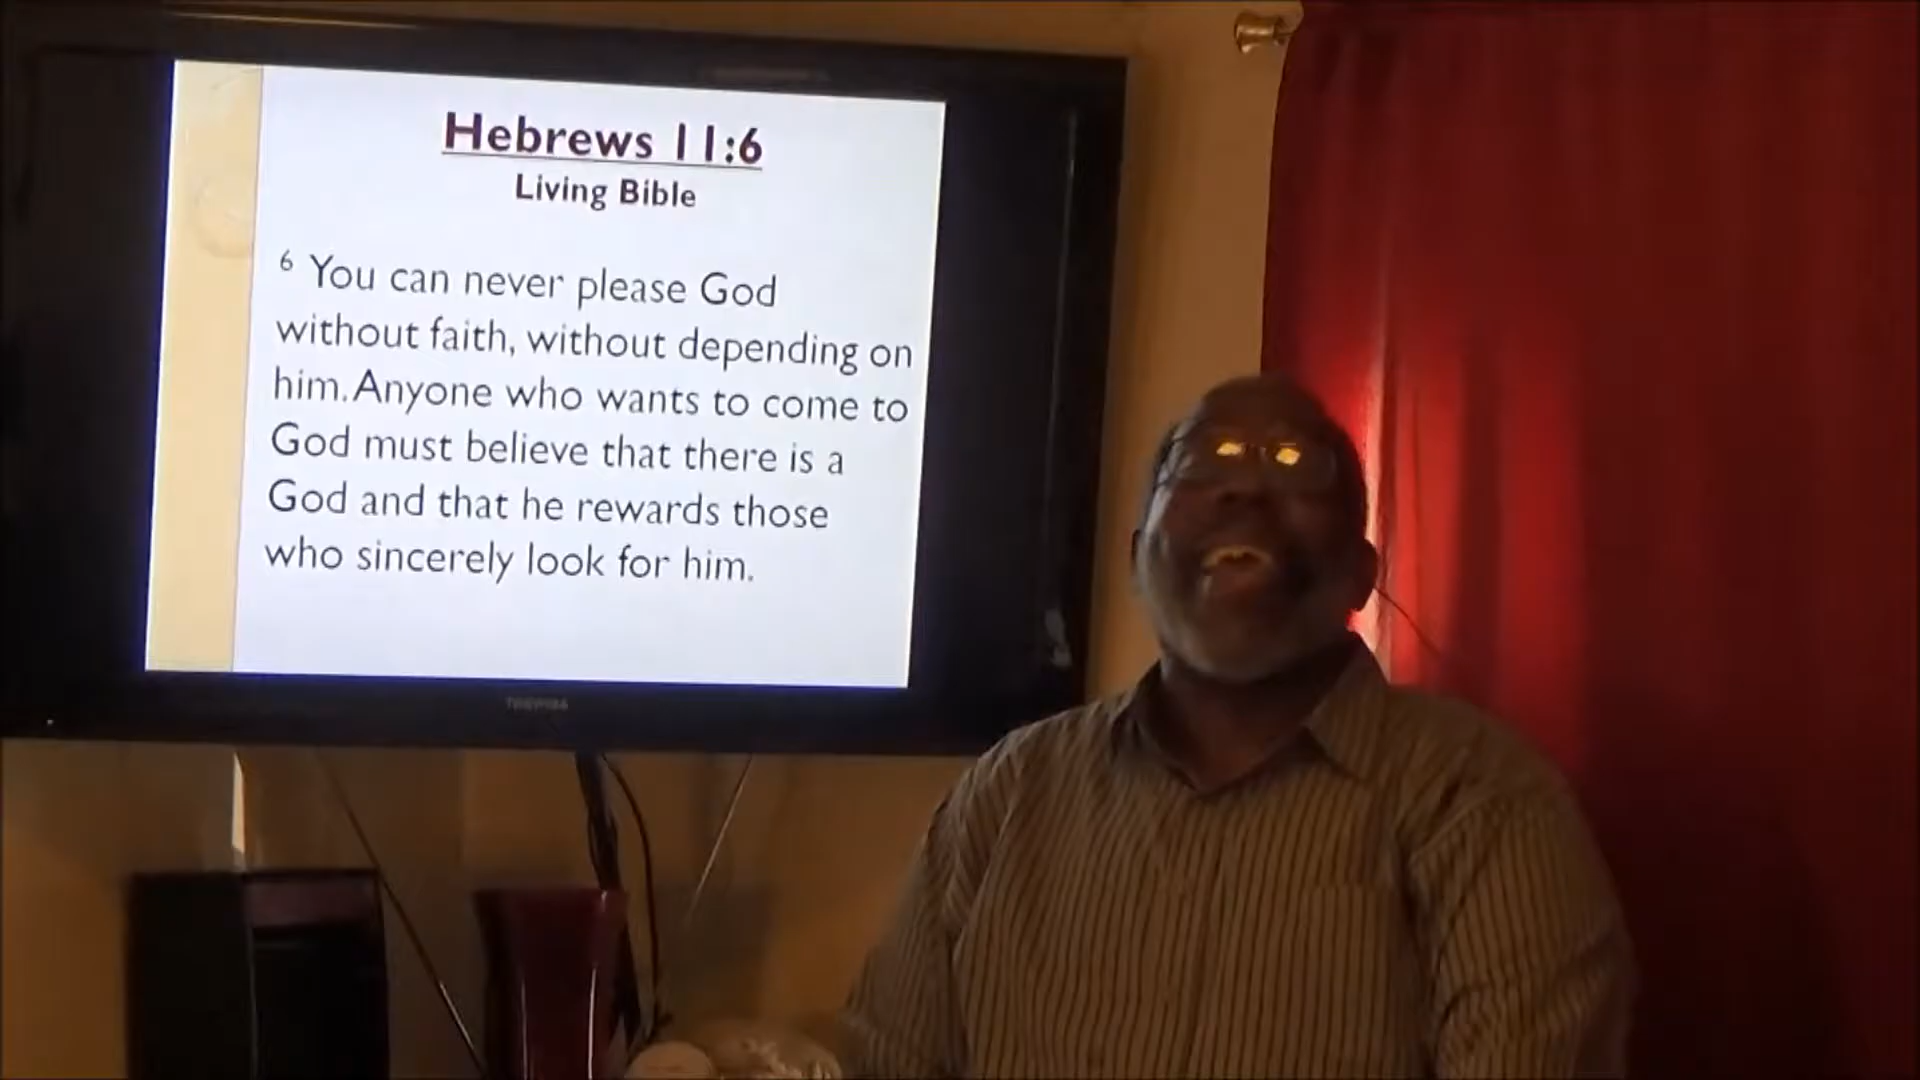 Hebrews 11:6
Living Bible
6 You can never please God
without faith, without depending on
him. Anyone who wants to come to
God must believe that there is a
God and that he rewards those
who sincerely look for him.
TOSHIBA